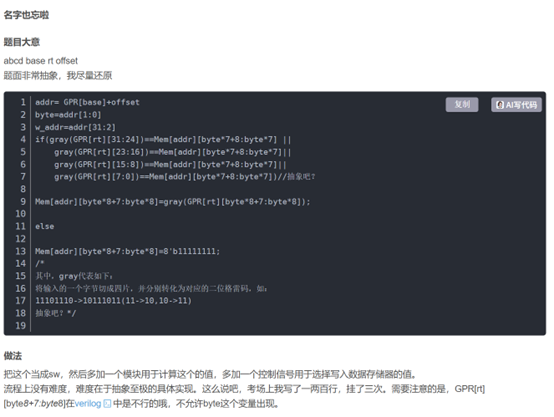 名字也忘啦
题目大意
abcd base rt offset
题面非常抽象，我尽量还原
复制
AI写代码
1 addr= GPR[base]+offset
2 byte=addr[1:0]
3 w_addr=addr[31:2]
4 if(gray(GPR[rt][31:24])==Mem[addr][byte*7+8:byte*7] ||
5 gray(GPR[rt][23:16])==Mem[addr][byte*7+8:byte*7]||
6 gray(GPR[rt][15:8])==Mem[addr][byte*7+8:byte*7]||
7 gray(GPR[rt][7:0])==Mem[addr][byte*7+8:byte*7])//抽象吧？
8
9 Mem[addr][byte*8+7:byte*8]=gray(GPR[rt][byte*8+7:byte*8]);
10
11 else
12
13 Mem[addr][byte*8+7:byte*8]=8'b11111111;
14 /*
15 其中，gray代表如下：
16 将输入的一个字节切成四片，并分别转化为对应的二位格雷码，如：
17 11101110->10111011(11->10,10->11)
18 抽象吧？*/
19
做法
把这个当成sw，然后多加一个模块用于计算这个的值，多加一个控制信号用于选择写入数据存储器的值。
流程上没有难度，难度在于抽象至极的具体实现。这么说吧，考场上我写了一两百行，挂了三次。需要注意的是，GPR[rt]
[byte8+7:byte8]在verilog 中是不行的哦，不允许byte这个变量出现。